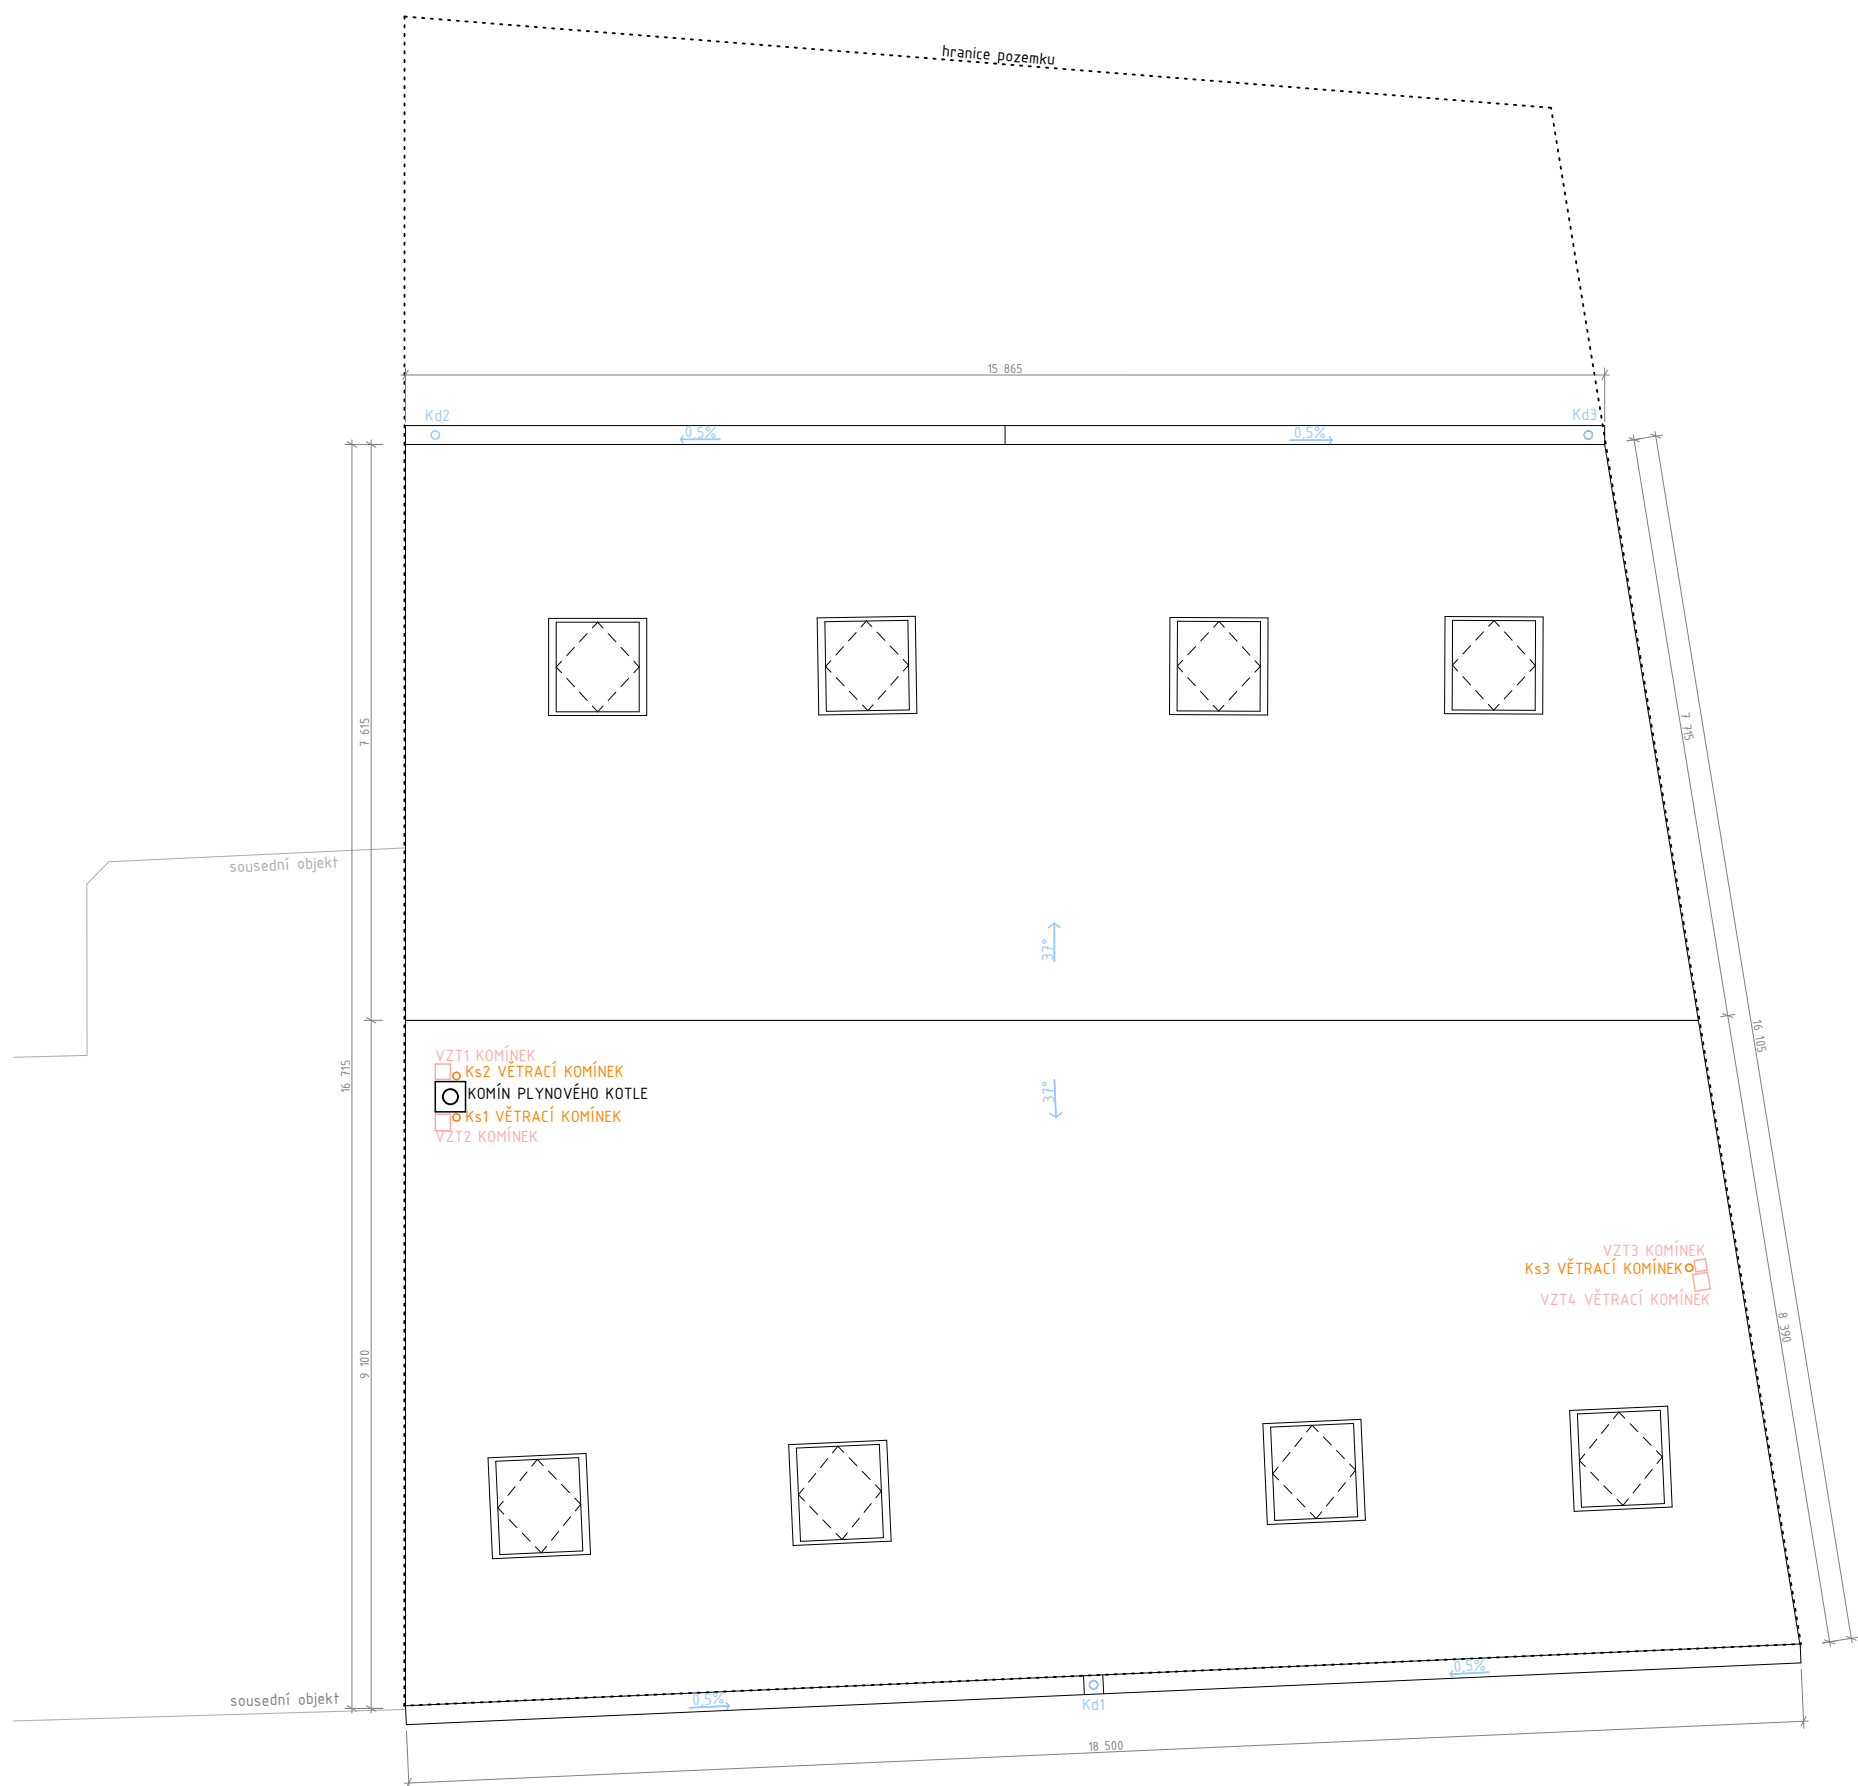 hranice pozemku
15 865
Kd2
Kd3
0,5%
0,5%
7 615
7 715
sousední objekt
37°
16 105
VZT1 KOMÍNEK
Ks2 VĚTRACÍ KOMÍNEK
KOMÍN PLYNOVÉHO KOTLE
Ks1 VĚTRACÍ KOMÍNEK
VZT2 KOMÍNEK
37°
16 715
VZT3 KOMÍNEK
Ks3 VĚTRACÍ KOMÍNEK
VZT4 VĚTRACÍ KOMÍNEK
8 390
9 100
0,5%
sousední objekt
0,5%
Kd1
18 500